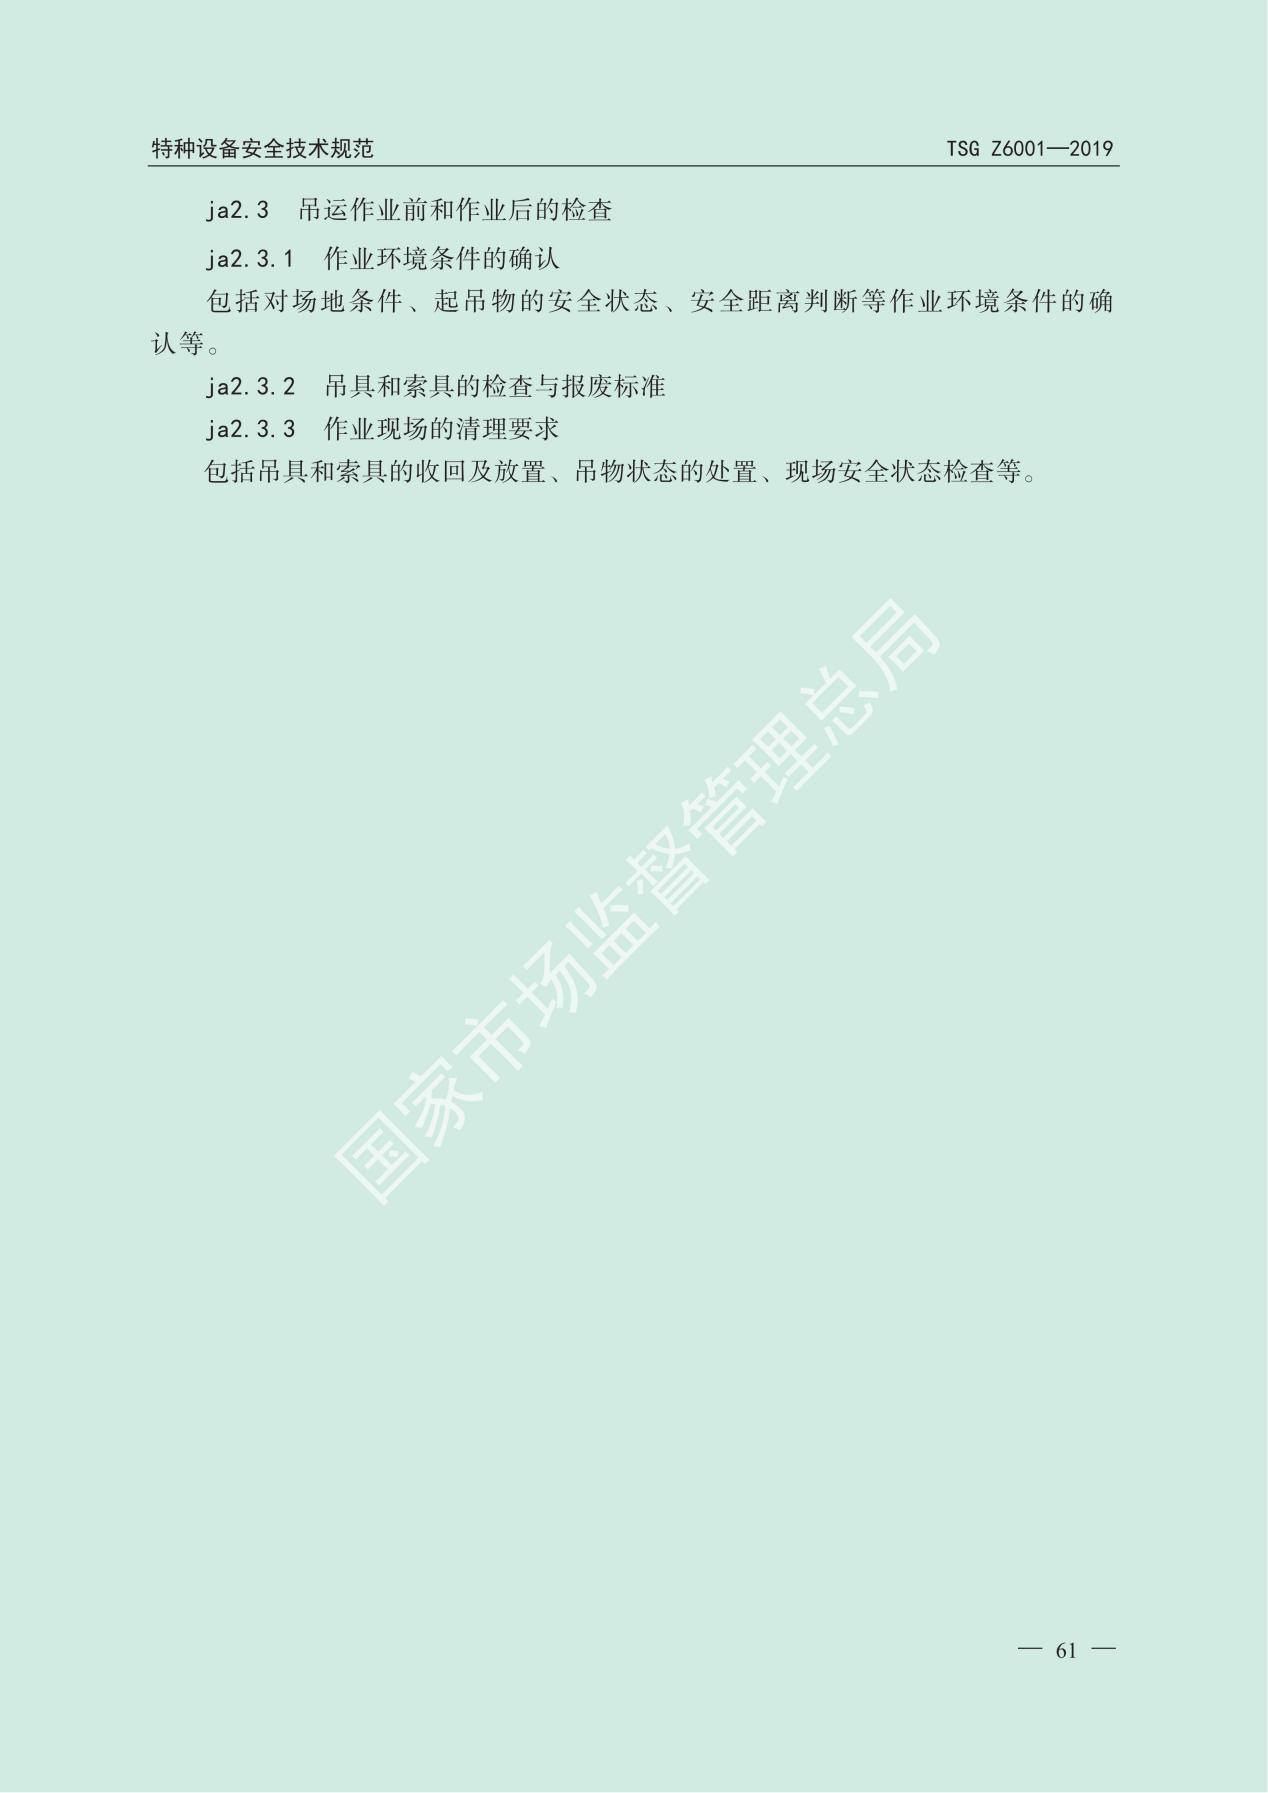 特种设备安全技术规范 TSG Z6001—2019
ja2.3 吊运作业前和作业后的检查
ja2.3.1 作业环境条件的确认
包括对场地条件、起吊物的安全状态、安全距离判断等作业环境条件的确
认等。
ja2.3.2 吊具和索具的检查与报废标准
ja2.3.3 作业现场的清理要求
包括吊具和索具的收回及放置、吊物状态的处置、现场安全状态检查等。
国家市场监督管理总局
— 61 —